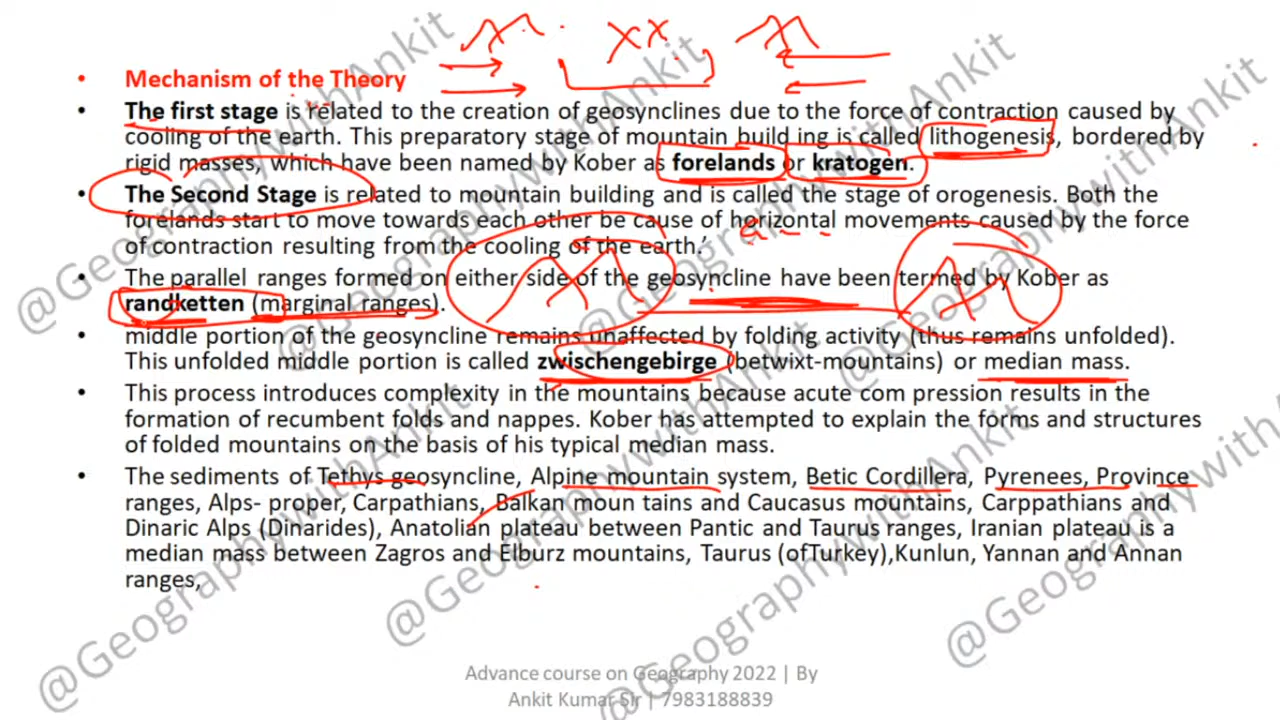 • Mechanism of the Theory
• The first stage is related to the creation of geosynclines due to the force of contraction caused by
cooling of the earth. This preparatory stage of mountain build ing is called lithogenesis, bordered by
rigid masses, which have been named by Kober as forelands or kratogen.
• The Second Stage is related to mountain building and is called the stage of orogenesis. Both the
forelands start to move towards each other be cause of horizontal movements caused by the force
of contraction resulting from the cooling of the earth,'
• The parallel ranges formed on either side of the geosyncline have been termed by Kober as
randketten (marginal ranges).
• middle portion of the geosyncline remains unaffected by folding activity (thus remains unfolded).
This unfolded middle portion is called zwischengebirge (betwixt-mountains) or median mass.
• This process introduces complexity in the mountains because acute com pression results in the
formation of recumbent folds and nappes. Kober has attempted to explain the forms and structures
of folded mountains on the basis of his typical median mass.
• The sediments of Tethys geosyncline, Alpine mountain system, Betic Cordillera, Pyrenees, Province
ranges, Alps- proper, Carpathians, Balkan moun tains and Caucasus mountains, Carppathians and
Dinaric Alps (Dinarides), Anatolian plateau between Pantic and Taurus ranges, Iranian plateau is a
median mass between Zagros and Elburz mountains, Taurus (ofTurkey),Kunlun, Yannan and Annan
ranges,
Advance course on Geography 2022 | By
Ankit Kumar Sir | 7983188839
@GeographywithAnkit
@GeographywithAnkit
@GeographywithAnkit
@GeographywithAnkit
@GeographywithAnkit
@GeographywithAnkit
@GeographywithAnkit
@GeographywithAnkit